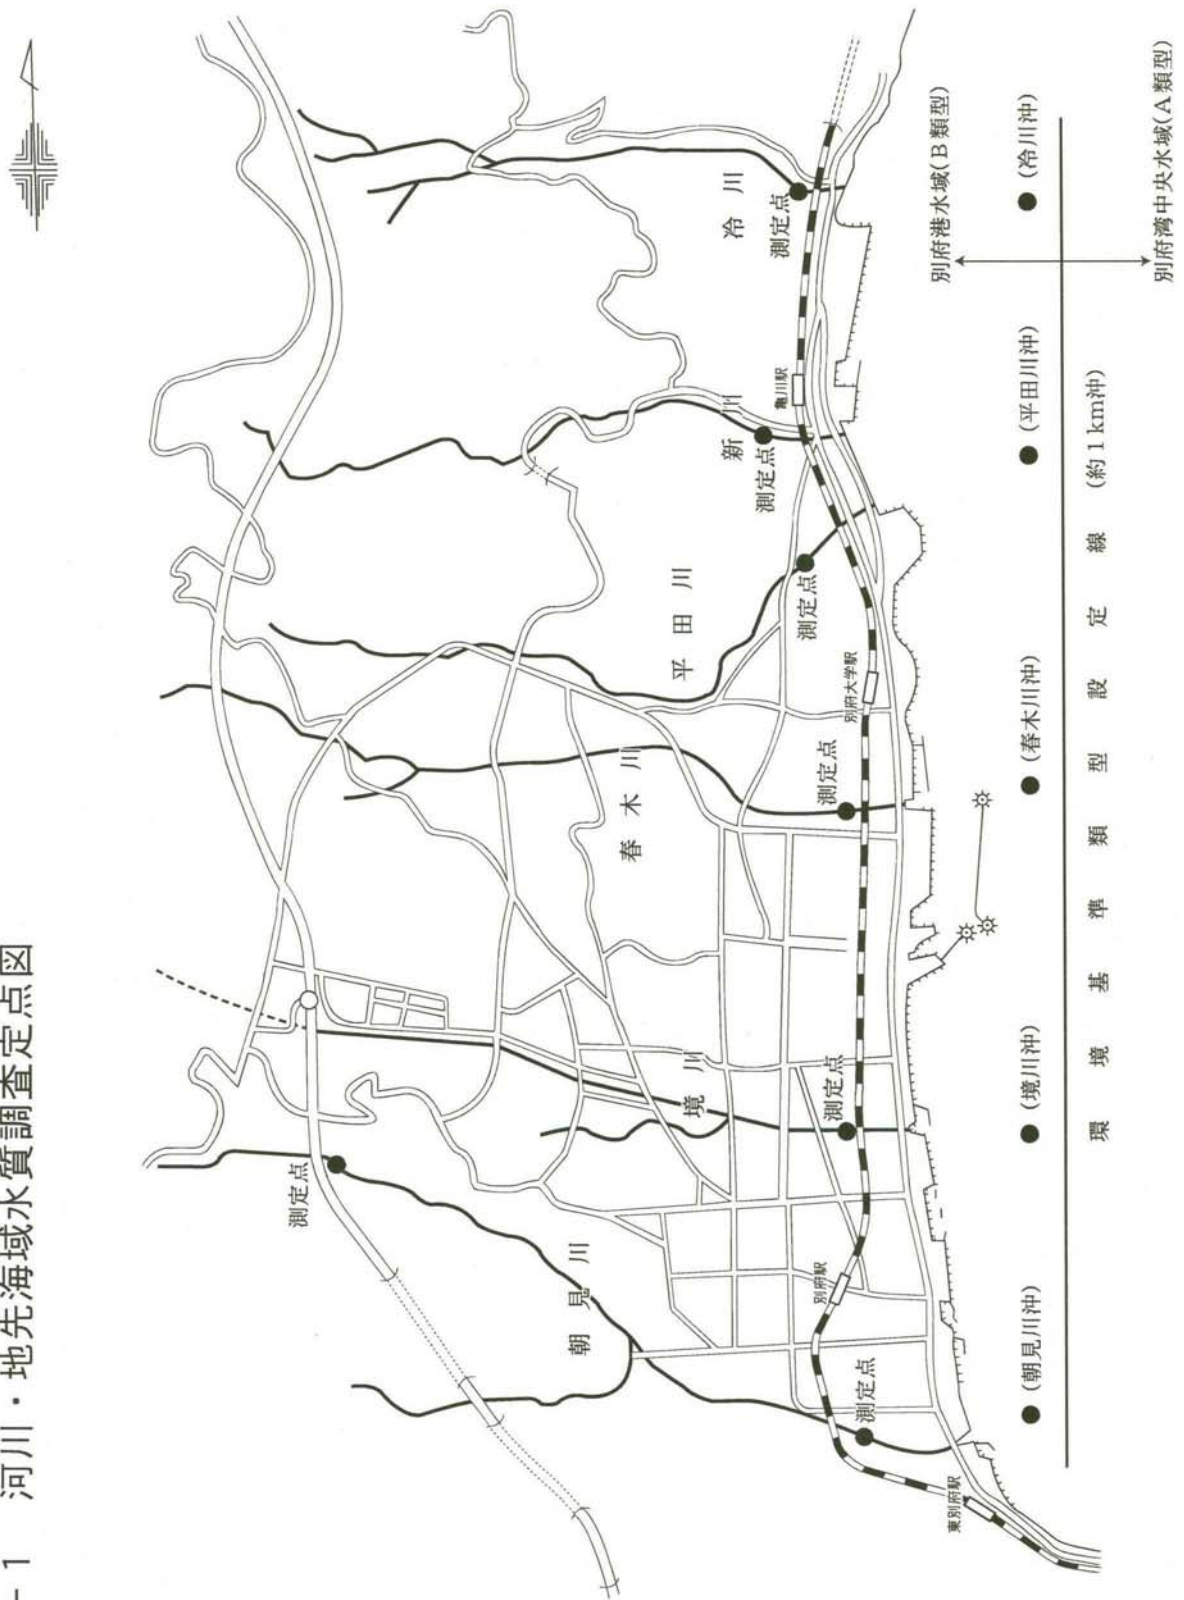 -1 河川・地先海域水質調査定点図
冷川
測定点
新川
測定点
亀川駅
平田川
測定点
別府大学駅
春木川
測定点
境川
測定点
朝見川
測定点
測定点
別府駅
東別府駅
別府港水域(B類型)
別府湾中央水域(A類型)
(朝見川沖)
(境川沖)
(春木川沖)
(平田川沖)
(冷川沖)
環境基準類型設定線 (約1km沖)